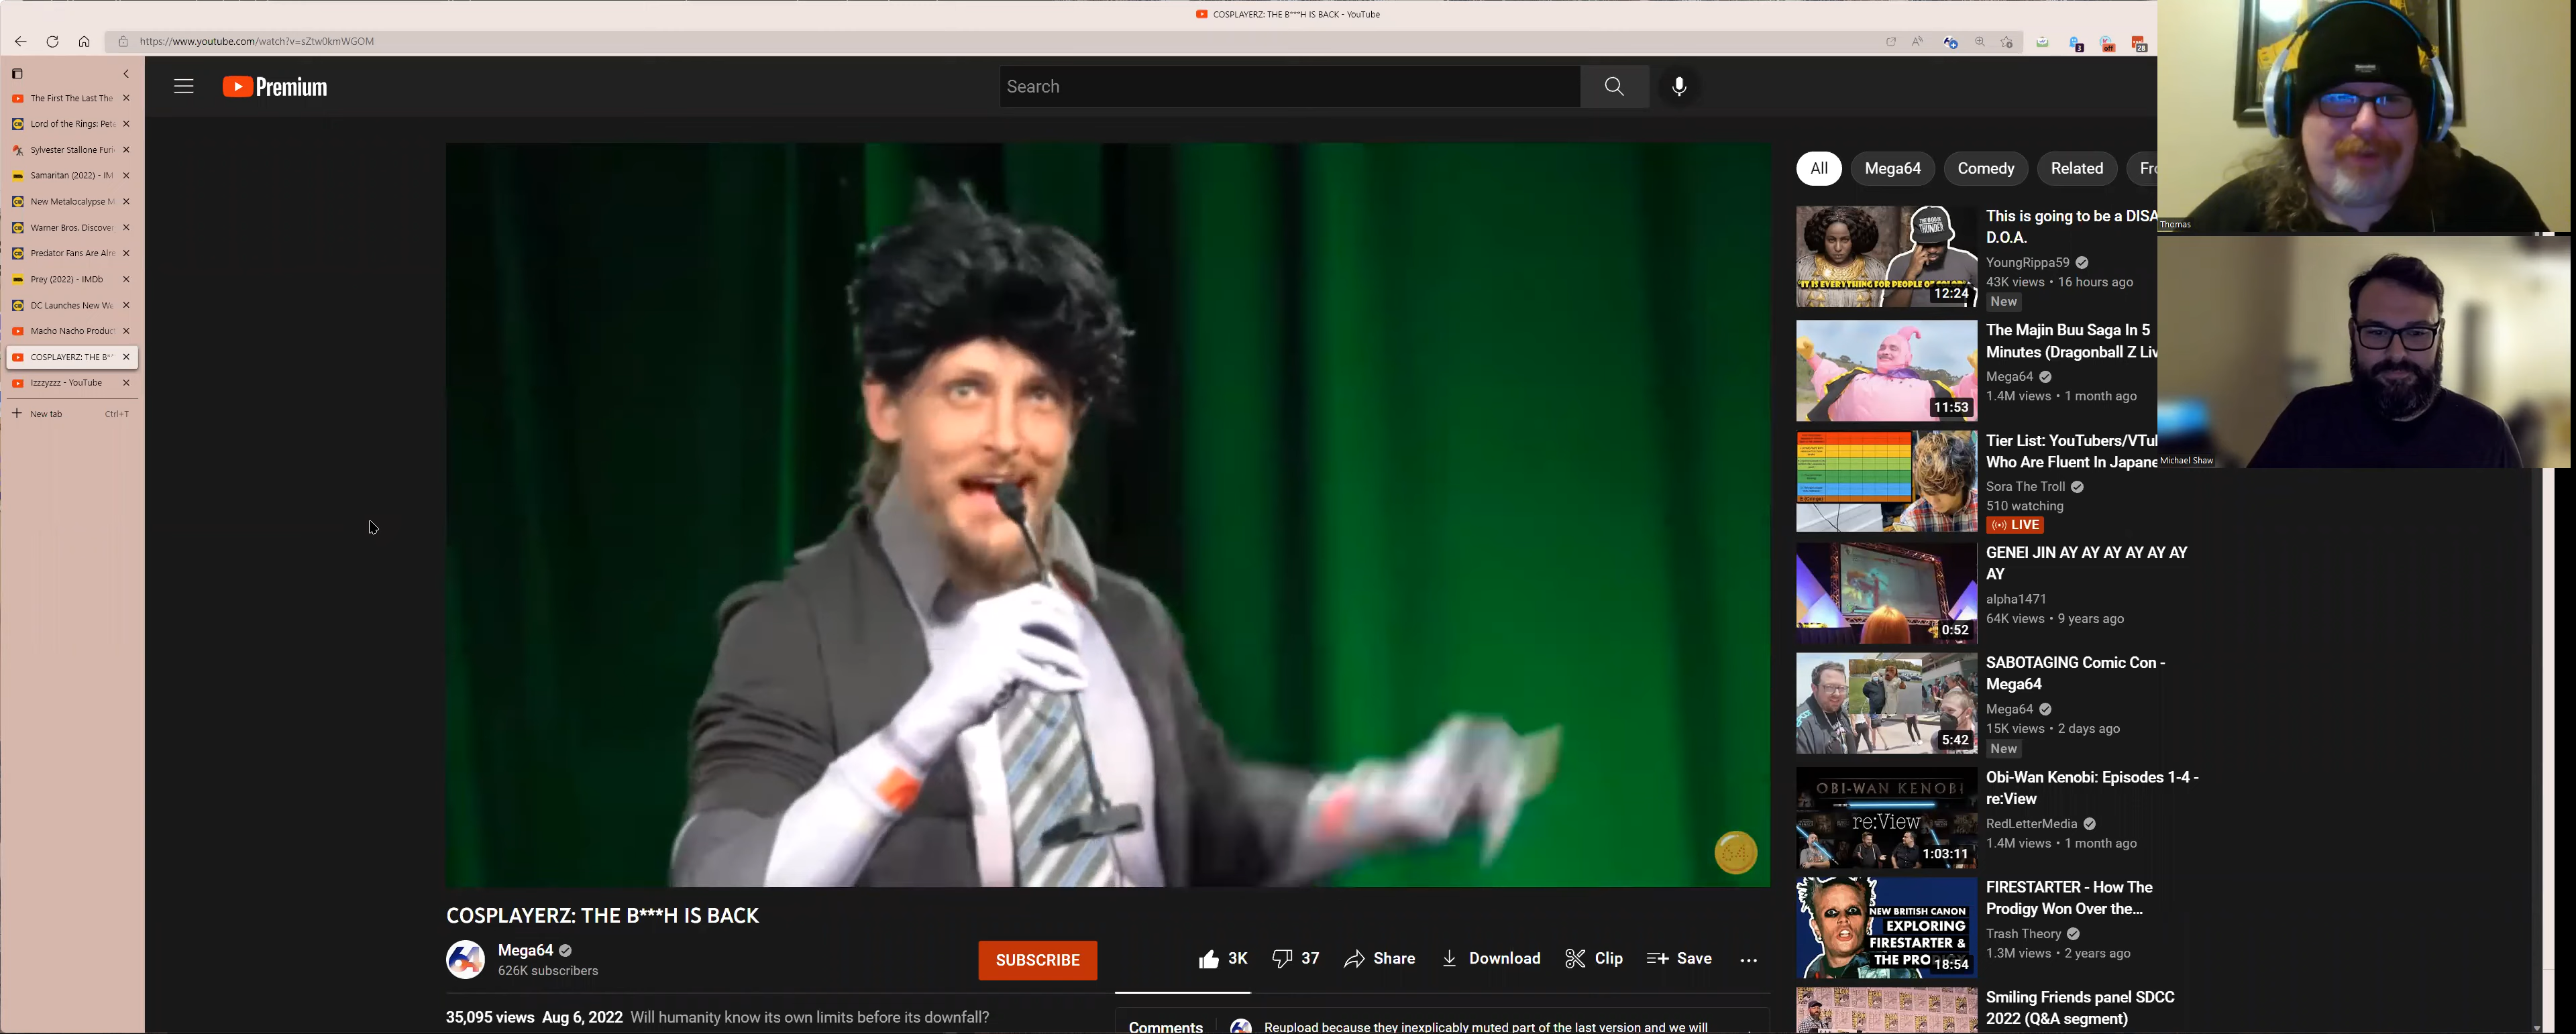 COSPLAYERZ: THE B***H IS BACK - YouTube
https://www.youtube.com/watch?v=sZtw0kmWGOM
3
off
28
The First The Last The
Lord of the Rings: Pete
Sylvester Stallone Furi
Samaritan (2022) - IM
New Metalocalypse M
Warner Bros. Discover
Predator Fans Are Alre
Prey (2022) - IMDb
DC Launches New We
Macho Nacho Product
COSPLAYERZ: THE B**
Izzzyzzz - YouTube
New tab
Ctrl+T
Premium
Search
64
COSPLAYERZ: THE B***H IS BACK
Mega64
626K subscribers
SUBSCRIBE
3K
37
Share
Download
Clip
Save
35,095 views Aug 6, 2022 Will humanity know its own limits before its downfall?
Comments
Reupload because they inexplicably muted part of the last version and we will
All
Mega64
Comedy
Related
Fro
THUNDER
12:24
This is going to be a DISA
D.O.A.
YoungRippa59
43K views • 16 hours ago
New
11:53
The Majin Buu Saga In 5
Minutes (Dragonball Z Liv
Mega64
1.4M views • 1 month ago
Tier List: YouTubers/VTu
Who Are Fluent In Japane
Sora The Troll
510 watching
LIVE
0:52
GENEI JIN AY AY AY AY AY AY
AY
alpha1471
64K views • 9 years ago
5:42
SABOTAGING Comic Con -
Mega64
Mega64
15K views • 2 days ago
New
OBI-WAN KENOBI
re:View
1:03:11
Obi-Wan Kenobi: Episodes 1-4 -
re:View
RedLetterMedia
1.4M views • 1 month ago
NEW BRITISH CANON
EXPLORING
FIRESTARTER &
THE PRO
18:54
FIRESTARTER - How The
Prodigy Won Over the...
Trash Theory
1.3M views • 2 years ago
Smiling Friends panel SDCC
2022 (Q&A segment)
Thomas
Michael Shaw